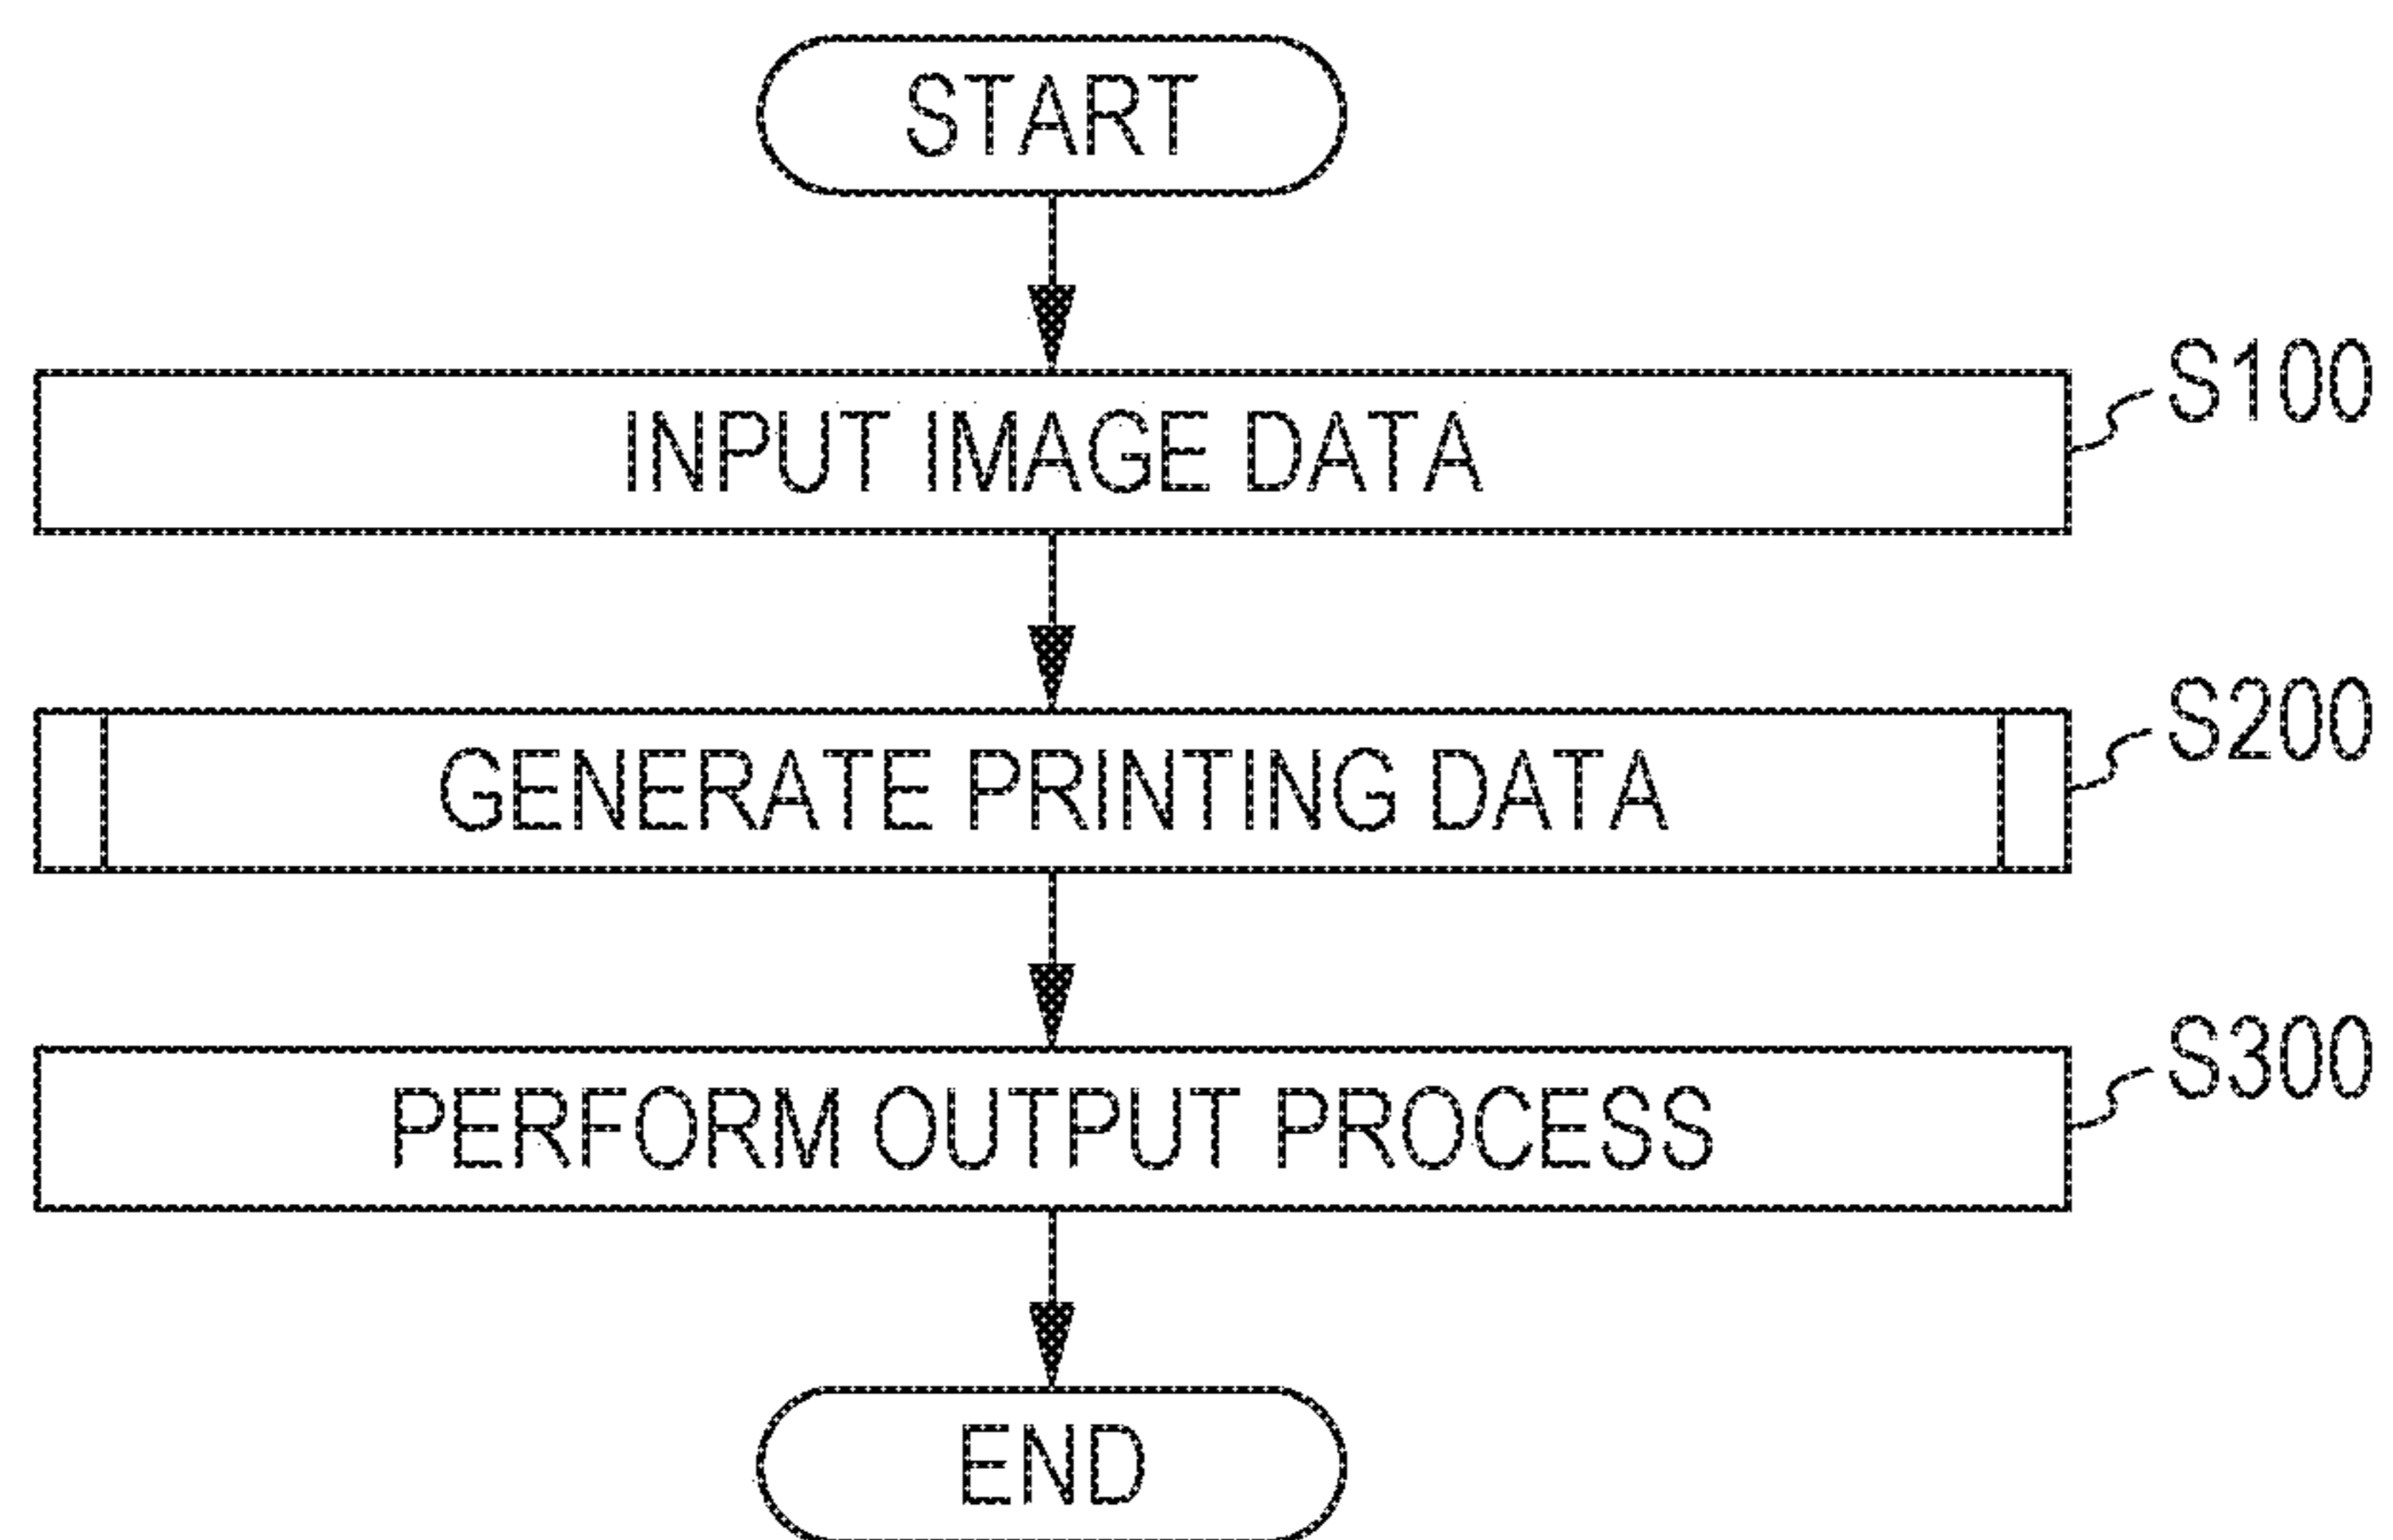 START
INPUT IMAGE DATA
S100
GENERATE PRINTING DATA
S200
PERFORM OUTPUT PROCESS
S300
END